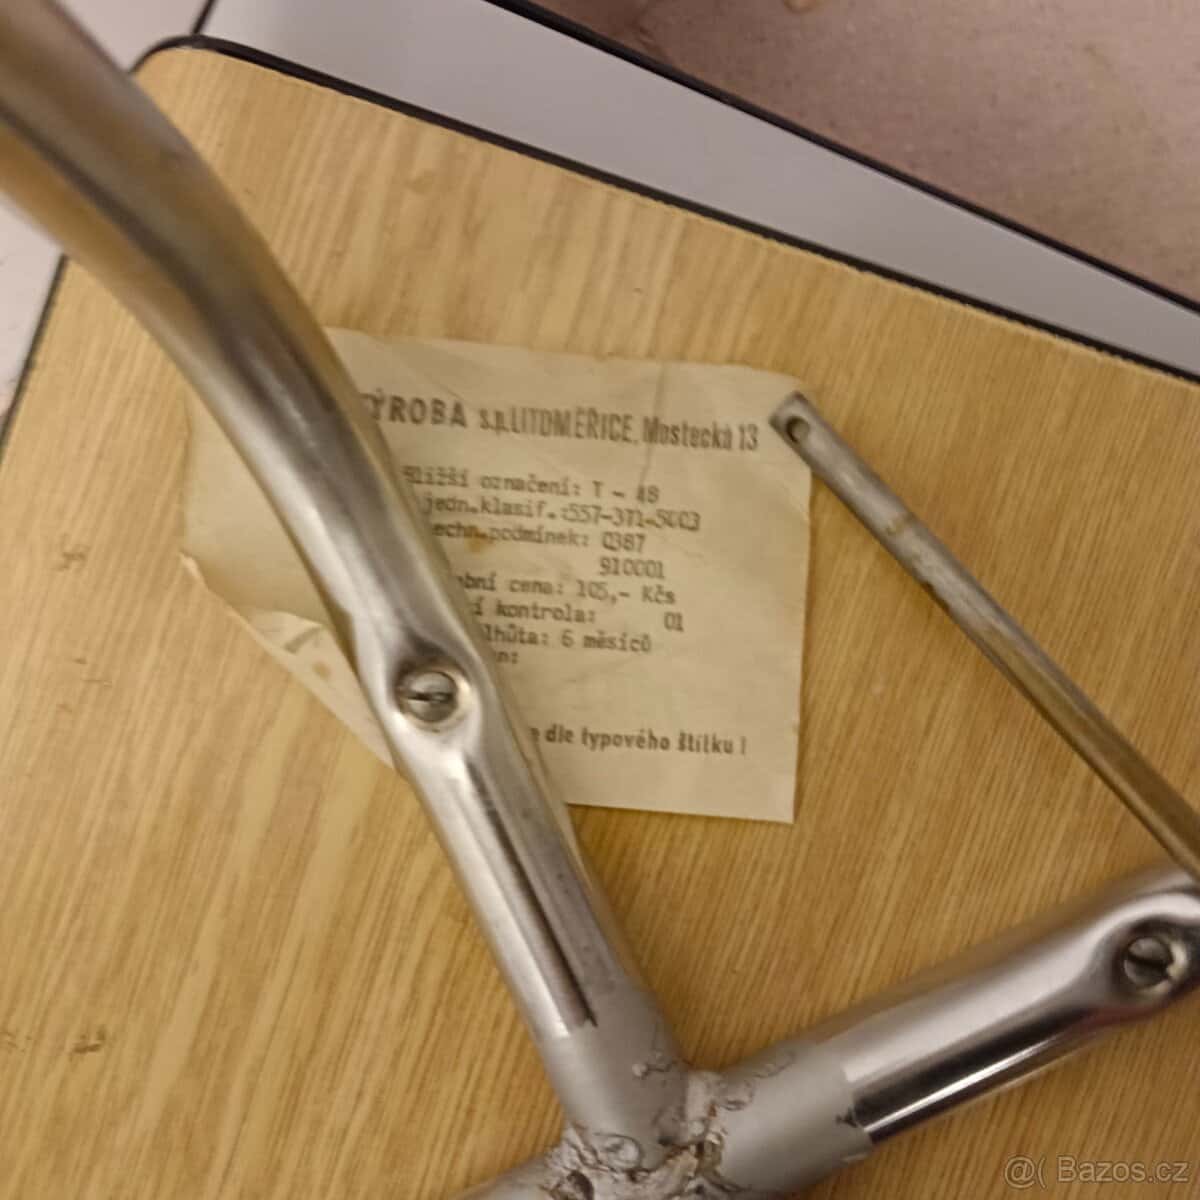 ÝROBA s.p. LITOMĚŘICE, Mostecká 13
bližší označení: T - 48
jedn.klasif.:557-371-5003
techn.podmínek: 0387
910001
obní cena: 105,- Kčs
í kontrola: 01
lhůta: 6 měsíců
n:
e dle typového štítku !
@( Bazos.cz